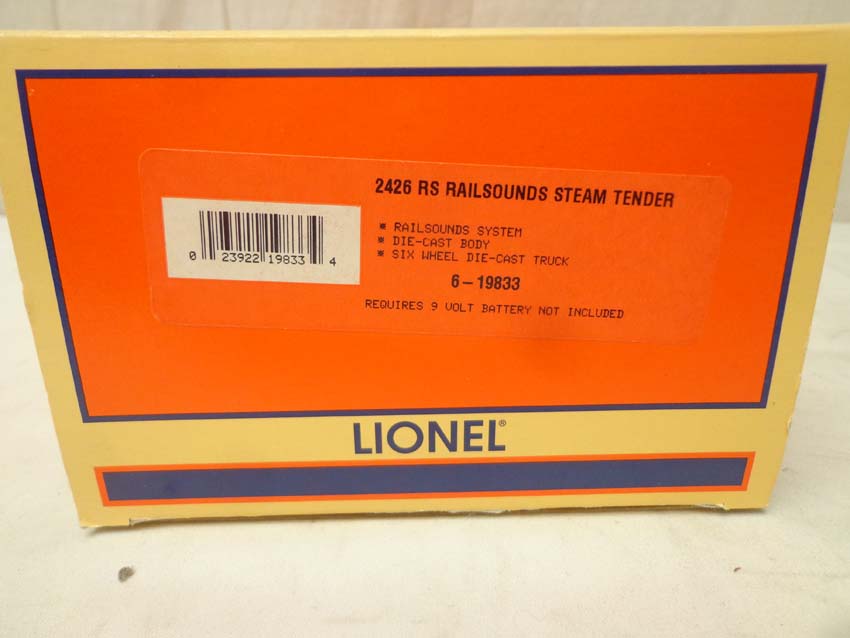 2426 RS RAILSOUNDS STEAM TENDER
* RAILSOUNDS SYSTEM
* DIE-CAST BODY
* SIX WHEEL DIE-CAST TRUCK
0 23922 19833 4
6-19833
REQUIRES 9 VOLT BATTERY NOT INCLUDED
LIONEL®